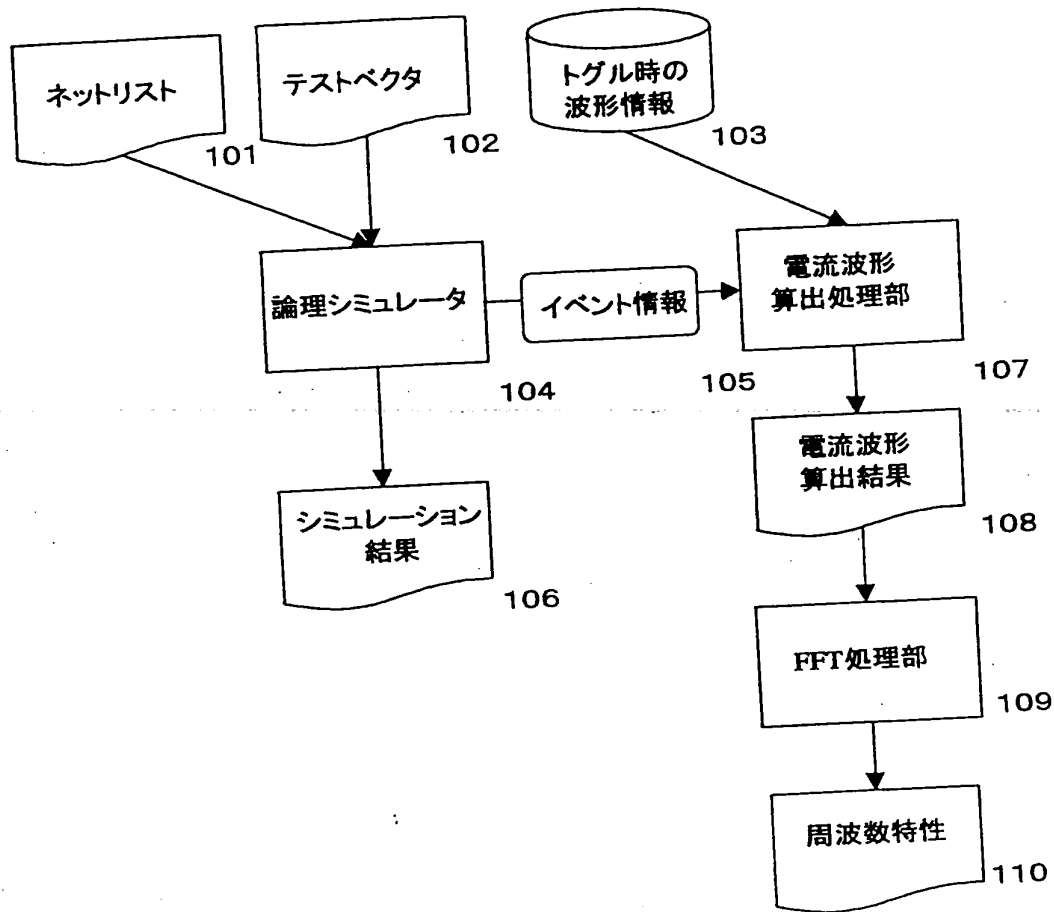 ネットリスト
101
テストベクタ
102
トグル時の
波形情報
103
論理シミュレータ
104
イベント情報
105
電流波形
算出処理部
107
シミュレーション
結果
106
電流波形
算出結果
108
FFT処理部
109
周波数特性
110